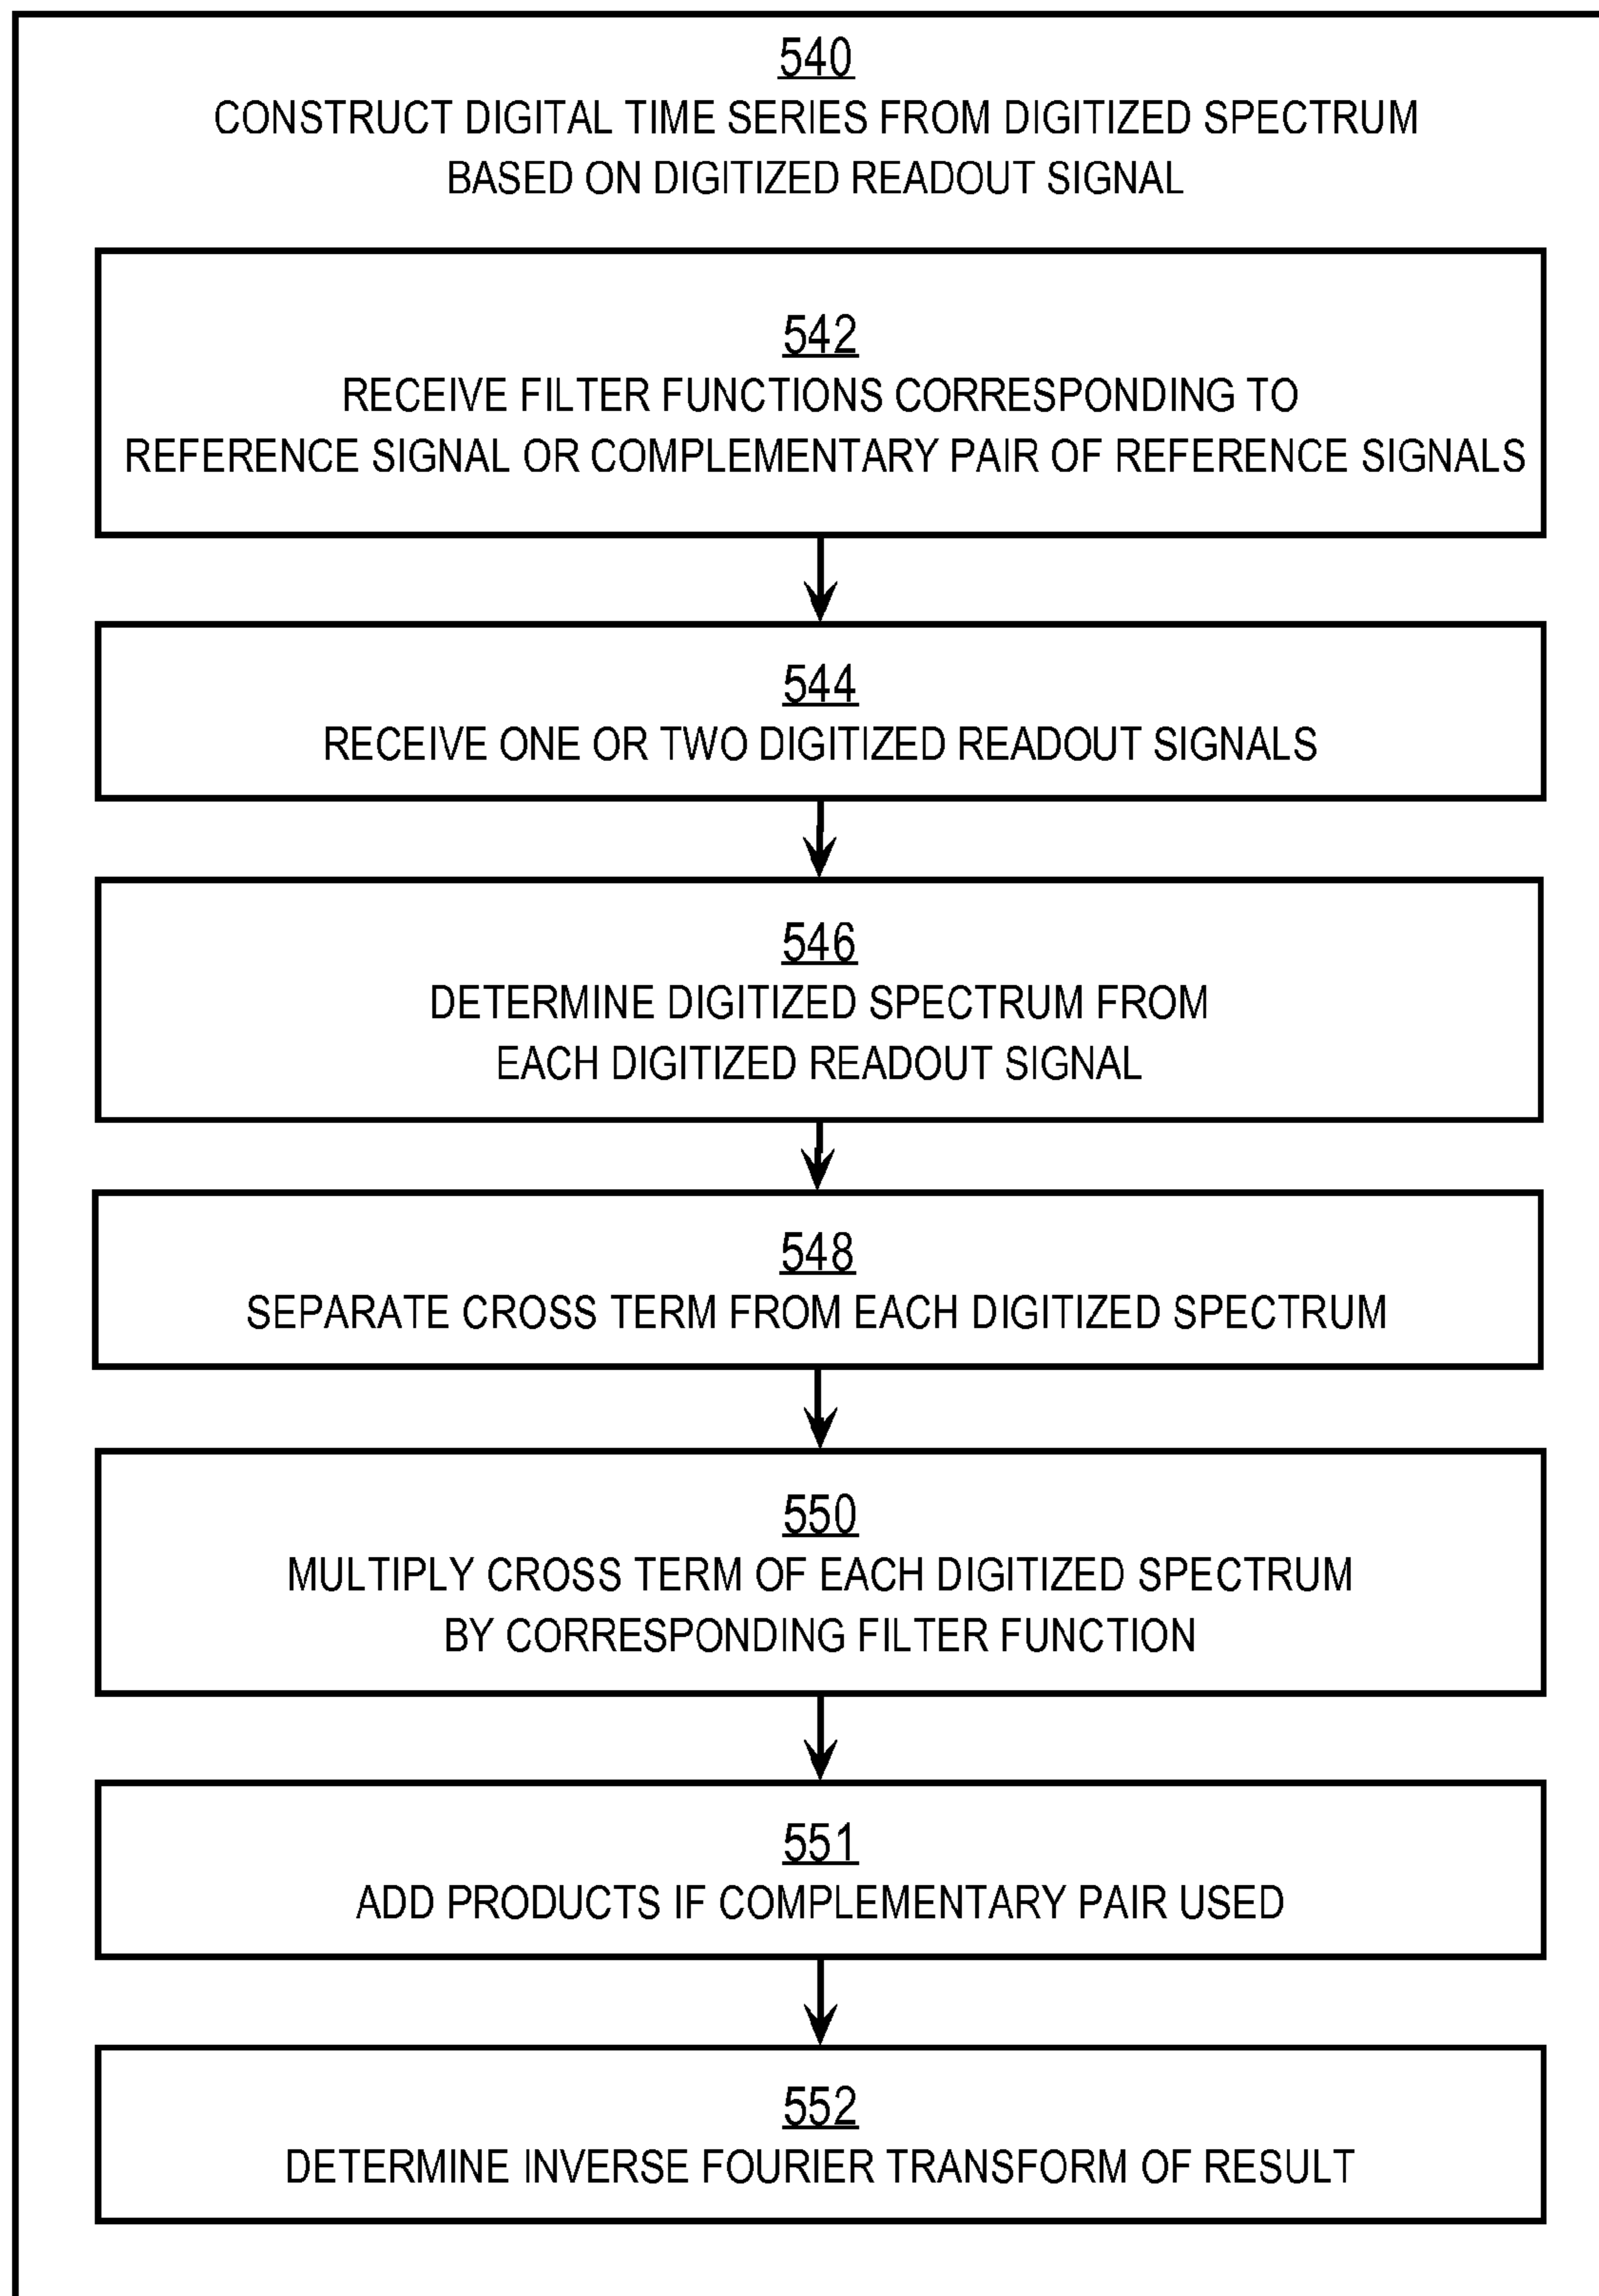 540
CONSTRUCT DIGITAL TIME SERIES FROM DIGITIZED SPECTRUM
BASED ON DIGITIZED READOUT SIGNAL
542
RECEIVE FILTER FUNCTIONS CORRESPONDING TO
REFERENCE SIGNAL OR COMPLEMENTARY PAIR OF REFERENCE SIGNALS
544
RECEIVE ONE OR TWO DIGITIZED READOUT SIGNALS
546
DETERMINE DIGITIZED SPECTRUM FROM
EACH DIGITIZED READOUT SIGNAL
548
SEPARATE CROSS TERM FROM EACH DIGITIZED SPECTRUM
550
MULTIPLY CROSS TERM OF EACH DIGITIZED SPECTRUM
BY CORRESPONDING FILTER FUNCTION
551
ADD PRODUCTS IF COMPLEMENTARY PAIR USED
552
DETERMINE INVERSE FOURIER TRANSFORM OF RESULT